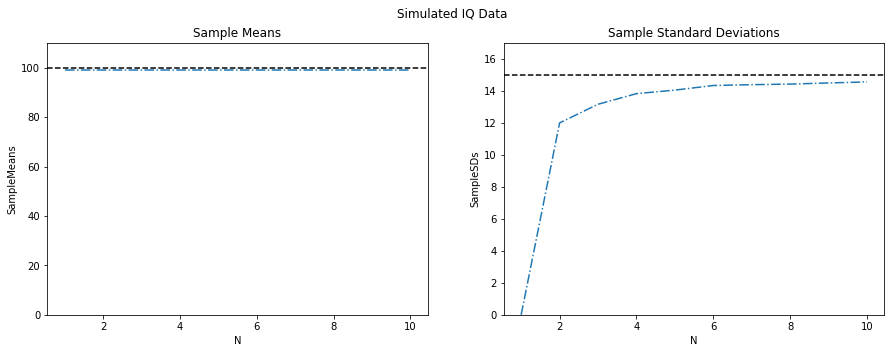 Simulated IQ Data
Sample Means
SampleMeans
100
80
60
40
20
0
2 4 6 8 10
N
Sample Standard Deviations
SampleSDs
16
14
12
10
8
6
4
2
0
2 4 6 8 10
N